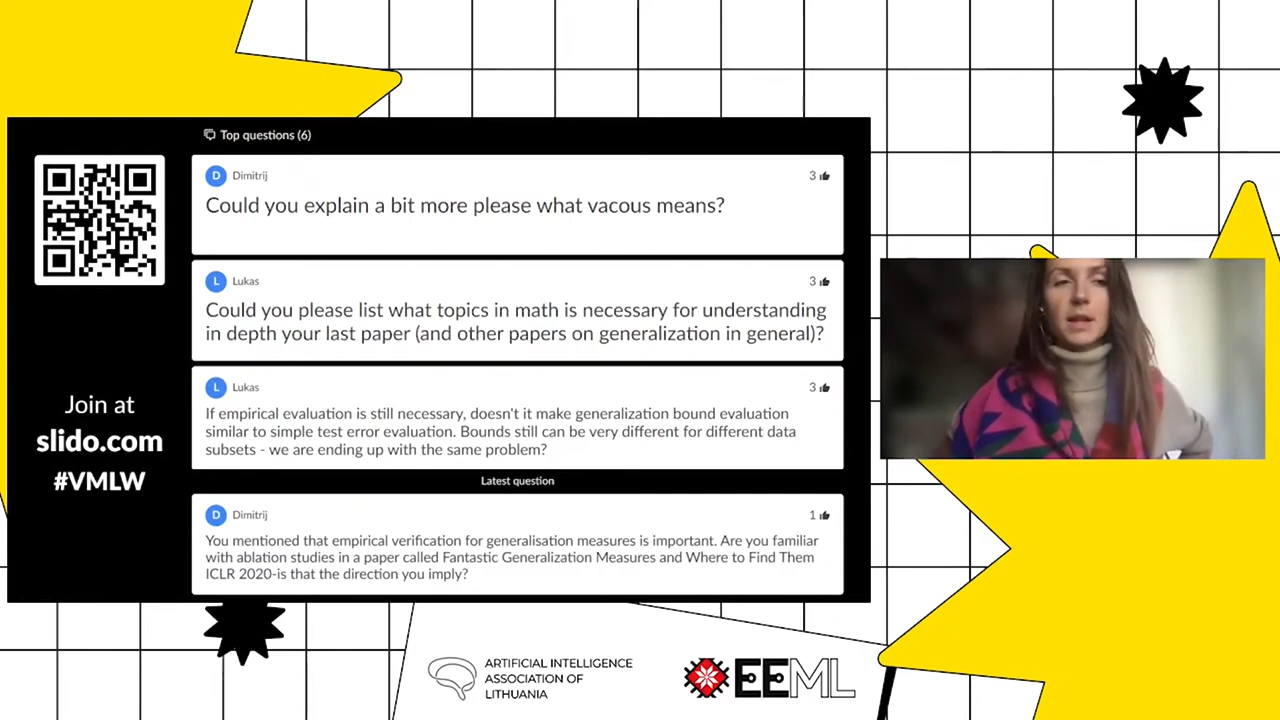 Top questions (6)
D Dimitrij 3
Could you explain a bit more please what vacous means?
L Lukas 3
Could you please list what topics in math is necessary for understanding
in depth your last paper (and other papers on generalization in general)?
L Lukas 3
If empirical evaluation is still necessary, doesn't it make generalization bound evaluation
similar to simple test error evaluation. Bounds still can be very different for different data
subsets - we are ending up with the same problem?
Latest question
D Dimitrij 1
You mentioned that empirical verification for generalisation measures is important. Are you familiar
with ablation studies in a paper called Fantastic Generalization Measures and Where to Find Them
ICLR 2020-is that the direction you imply?
Join at
slido.com
#VMLW
ARTIFICIAL INTELLIGENCE
ASSOCIATION OF
LITHUANIA
EEML